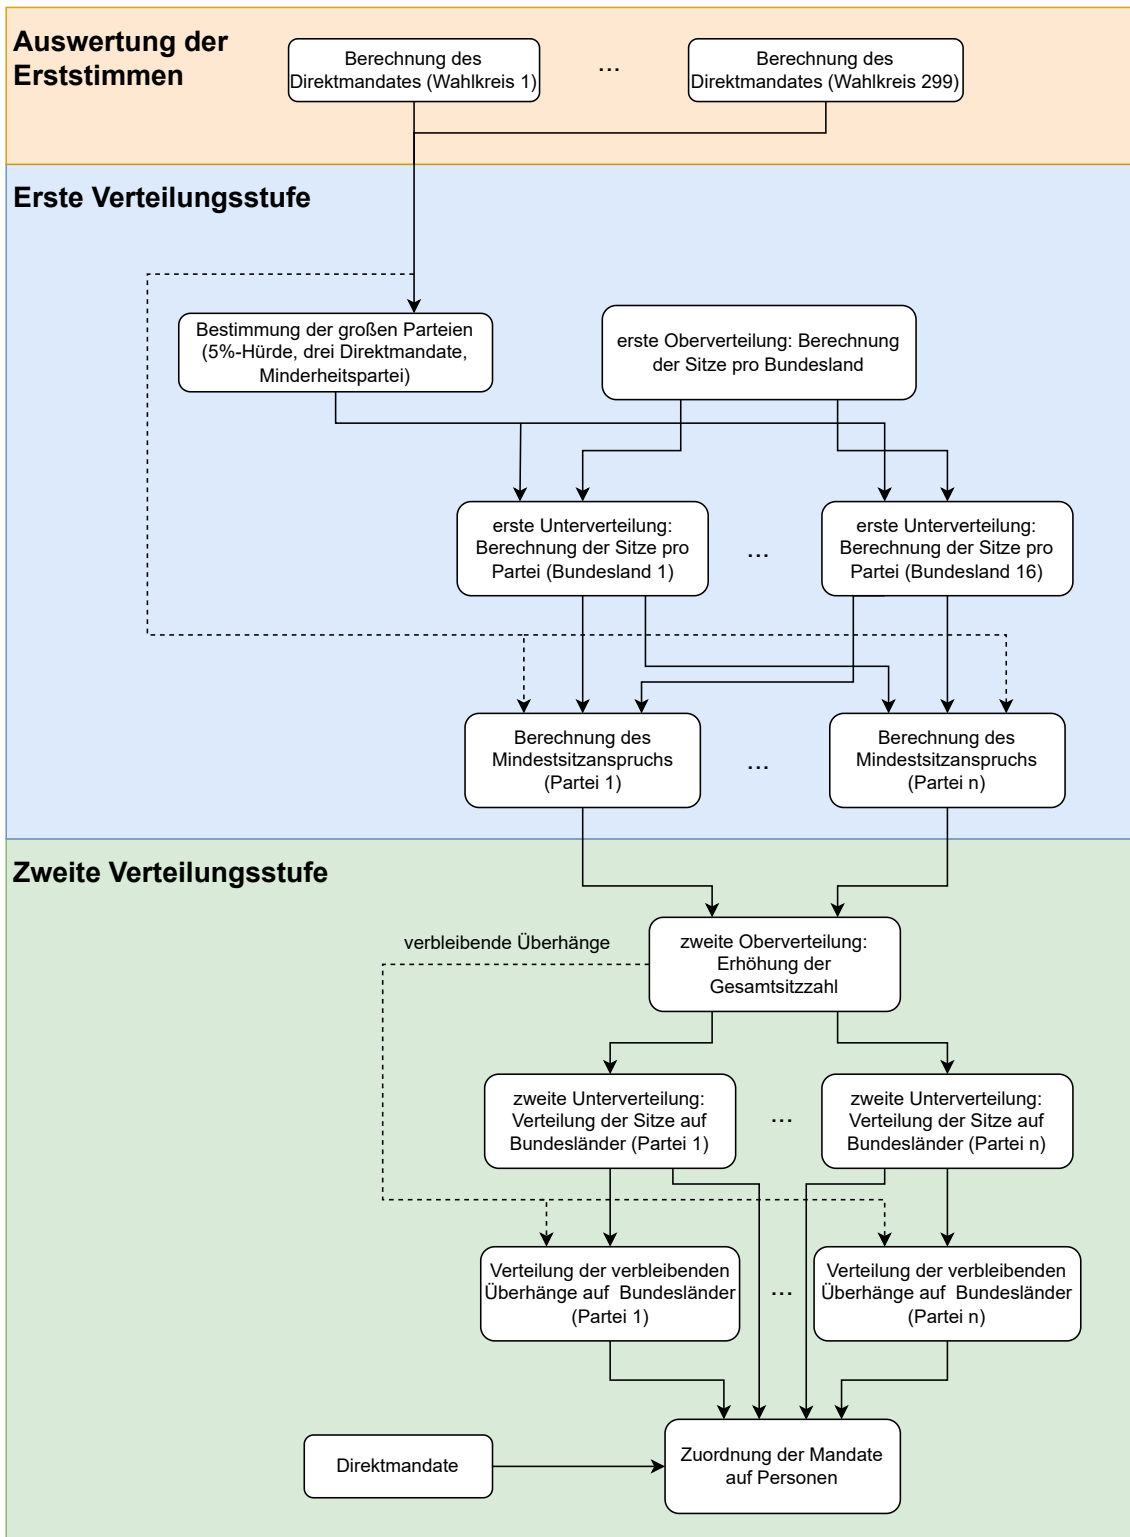 Auswertung der
Erststimmen
Berechnung des
Direktmandates (Wahlkreis 1)
...
Berechnung des
Direktmandates (Wahlkreis 299)
Erste Verteilungsstufe
Bestimmung der großen Parteien
(5%-Hürde, drei Direktmandate,
Minderheitspartei)
erste Oberverteilung: Berechnung
der Sitze pro Bundesland
erste Unterverteilung:
Berechnung der Sitze pro
Partei (Bundesland 1)
...
erste Unterverteilung:
Berechnung der Sitze pro
Partei (Bundesland 16)
Berechnung des
Mindestsitzanspruchs
(Partei 1)
...
Berechnung des
Mindestsitzanspruchs
(Partei n)
Zweite Verteilungsstufe
verbleibende Überhänge
zweite Oberverteilung:
Erhöhung der
Gesamtsitzzahl
zweite Unterverteilung:
Verteilung der Sitze auf
Bundesländer (Partei 1)
...
zweite Unterverteilung:
Verteilung der Sitze auf
Bundesländer (Partei n)
Verteilung der verbleibenden
Überhänge auf Bundesländer
(Partei 1)
...
Verteilung der verbleibenden
Überhänge auf Bundesländer
(Partei n)
Direktmandate
Zuordnung der Mandate
auf Personen